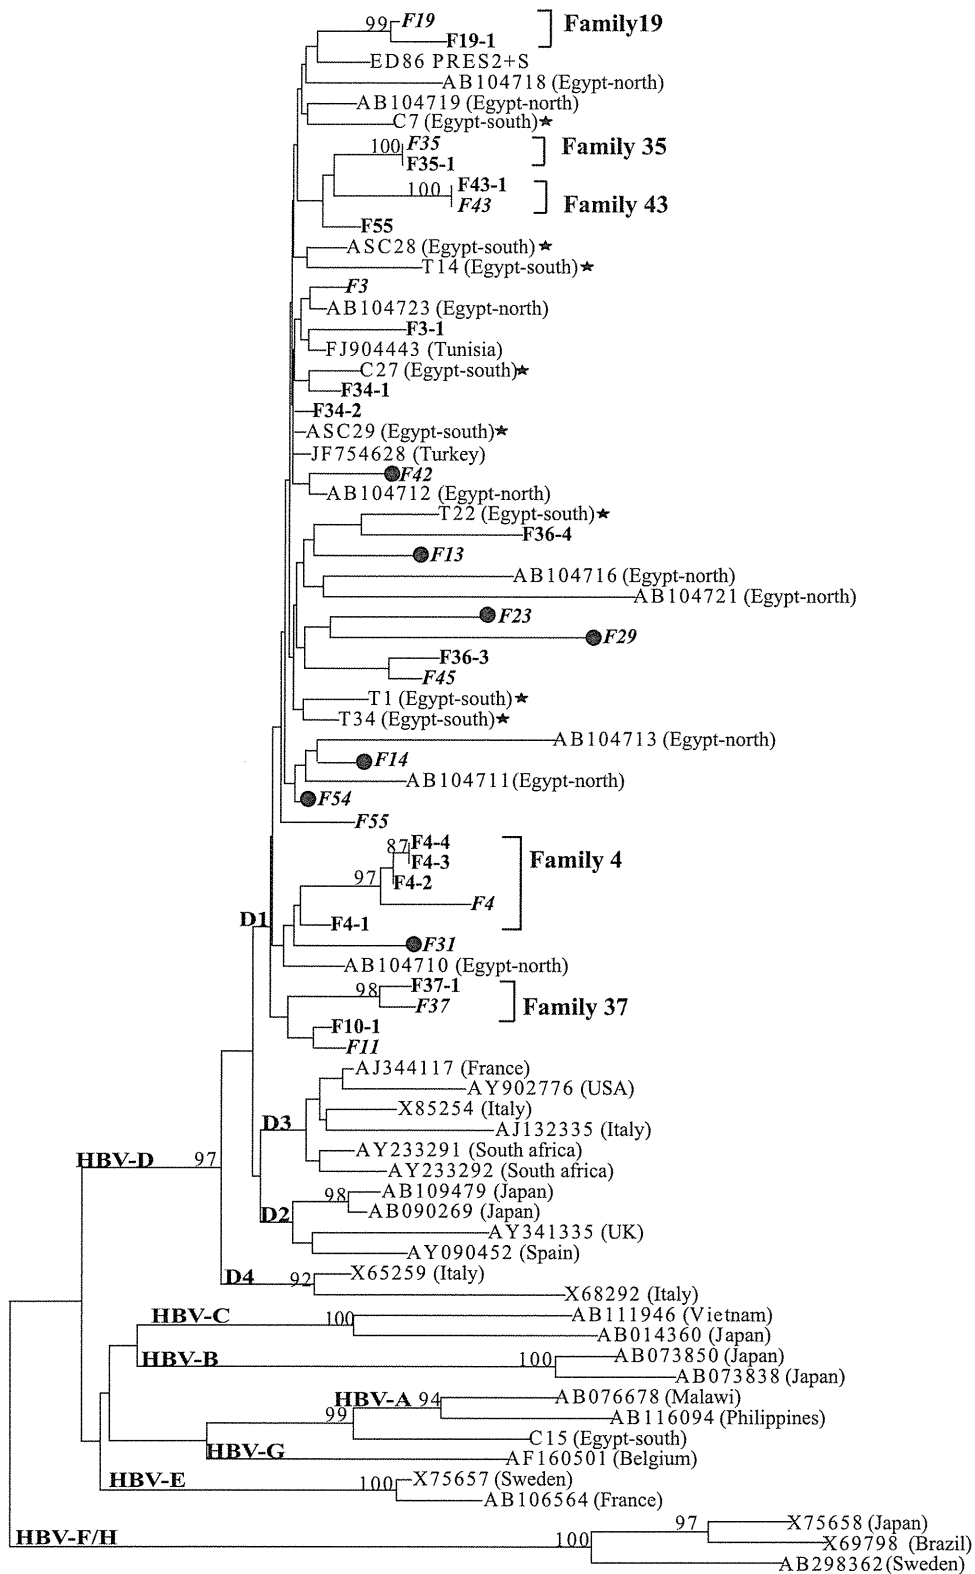 99 F19
Family19
F19-1
ED86 PRES2+S
AB104718 (Egypt-north)
AB104719 (Egypt-north)
C7 (Egypt-south)★
100 F35
Family 35
F35-1
100 F43-1
F43
Family 43
F55
ASC28 (Egypt-south)★
T14 (Egypt-south)★
F3
AB104723 (Egypt-north)
F3-1
FJ904443 (Tunisia)
C27 (Egypt-south)★
F34-1
F34-2
ASC29 (Egypt-south)★
JF754628 (Turkey)
F42
AB104712 (Egypt-north)
T22 (Egypt-south)★
F36-4
F13
AB104716 (Egypt-north)
AB104721 (Egypt-north)
F23
F29
F36-3
F45
T1 (Egypt-south)★
T34 (Egypt-south)★
AB104713 (Egypt-north)
F14
AB104711(Egypt-north)
F54
F55
87 F4-4
F4-3
Family 4
97 F4-2
F4
D1 F4-1
F31
AB104710 (Egypt-north)
98 F37-1
F37
Family 37
F10-1
F11
AJ344117 (France)
AY902776 (USA)
X85254 (Italy)
D3 AJ132335 (Italy)
AY233291 (South africa)
HBV-D 97
AY233292 (South africa)
98 AB109479 (Japan)
D2 AB090269 (Japan)
AY341335 (UK)
AY090452 (Spain)
D4 92 X65259 (Italy)
X68292 (Italy)
HBV-C 100 AB111946 (Vietnam)
AB014360 (Japan)
HBV-B 100 AB073850 (Japan)
AB073838 (Japan)
HBV-A 94 AB076678 (Malawi)
99 AB116094 (Philippines)
C15 (Egypt-south)
HBV-G AF160501 (Belgium)
HBV-E 100 X75657 (Sweden)
AB106564 (France)
97 X75658 (Japan)
HBV-F/H 100 X69798 (Brazil)
AB298362(Sweden)